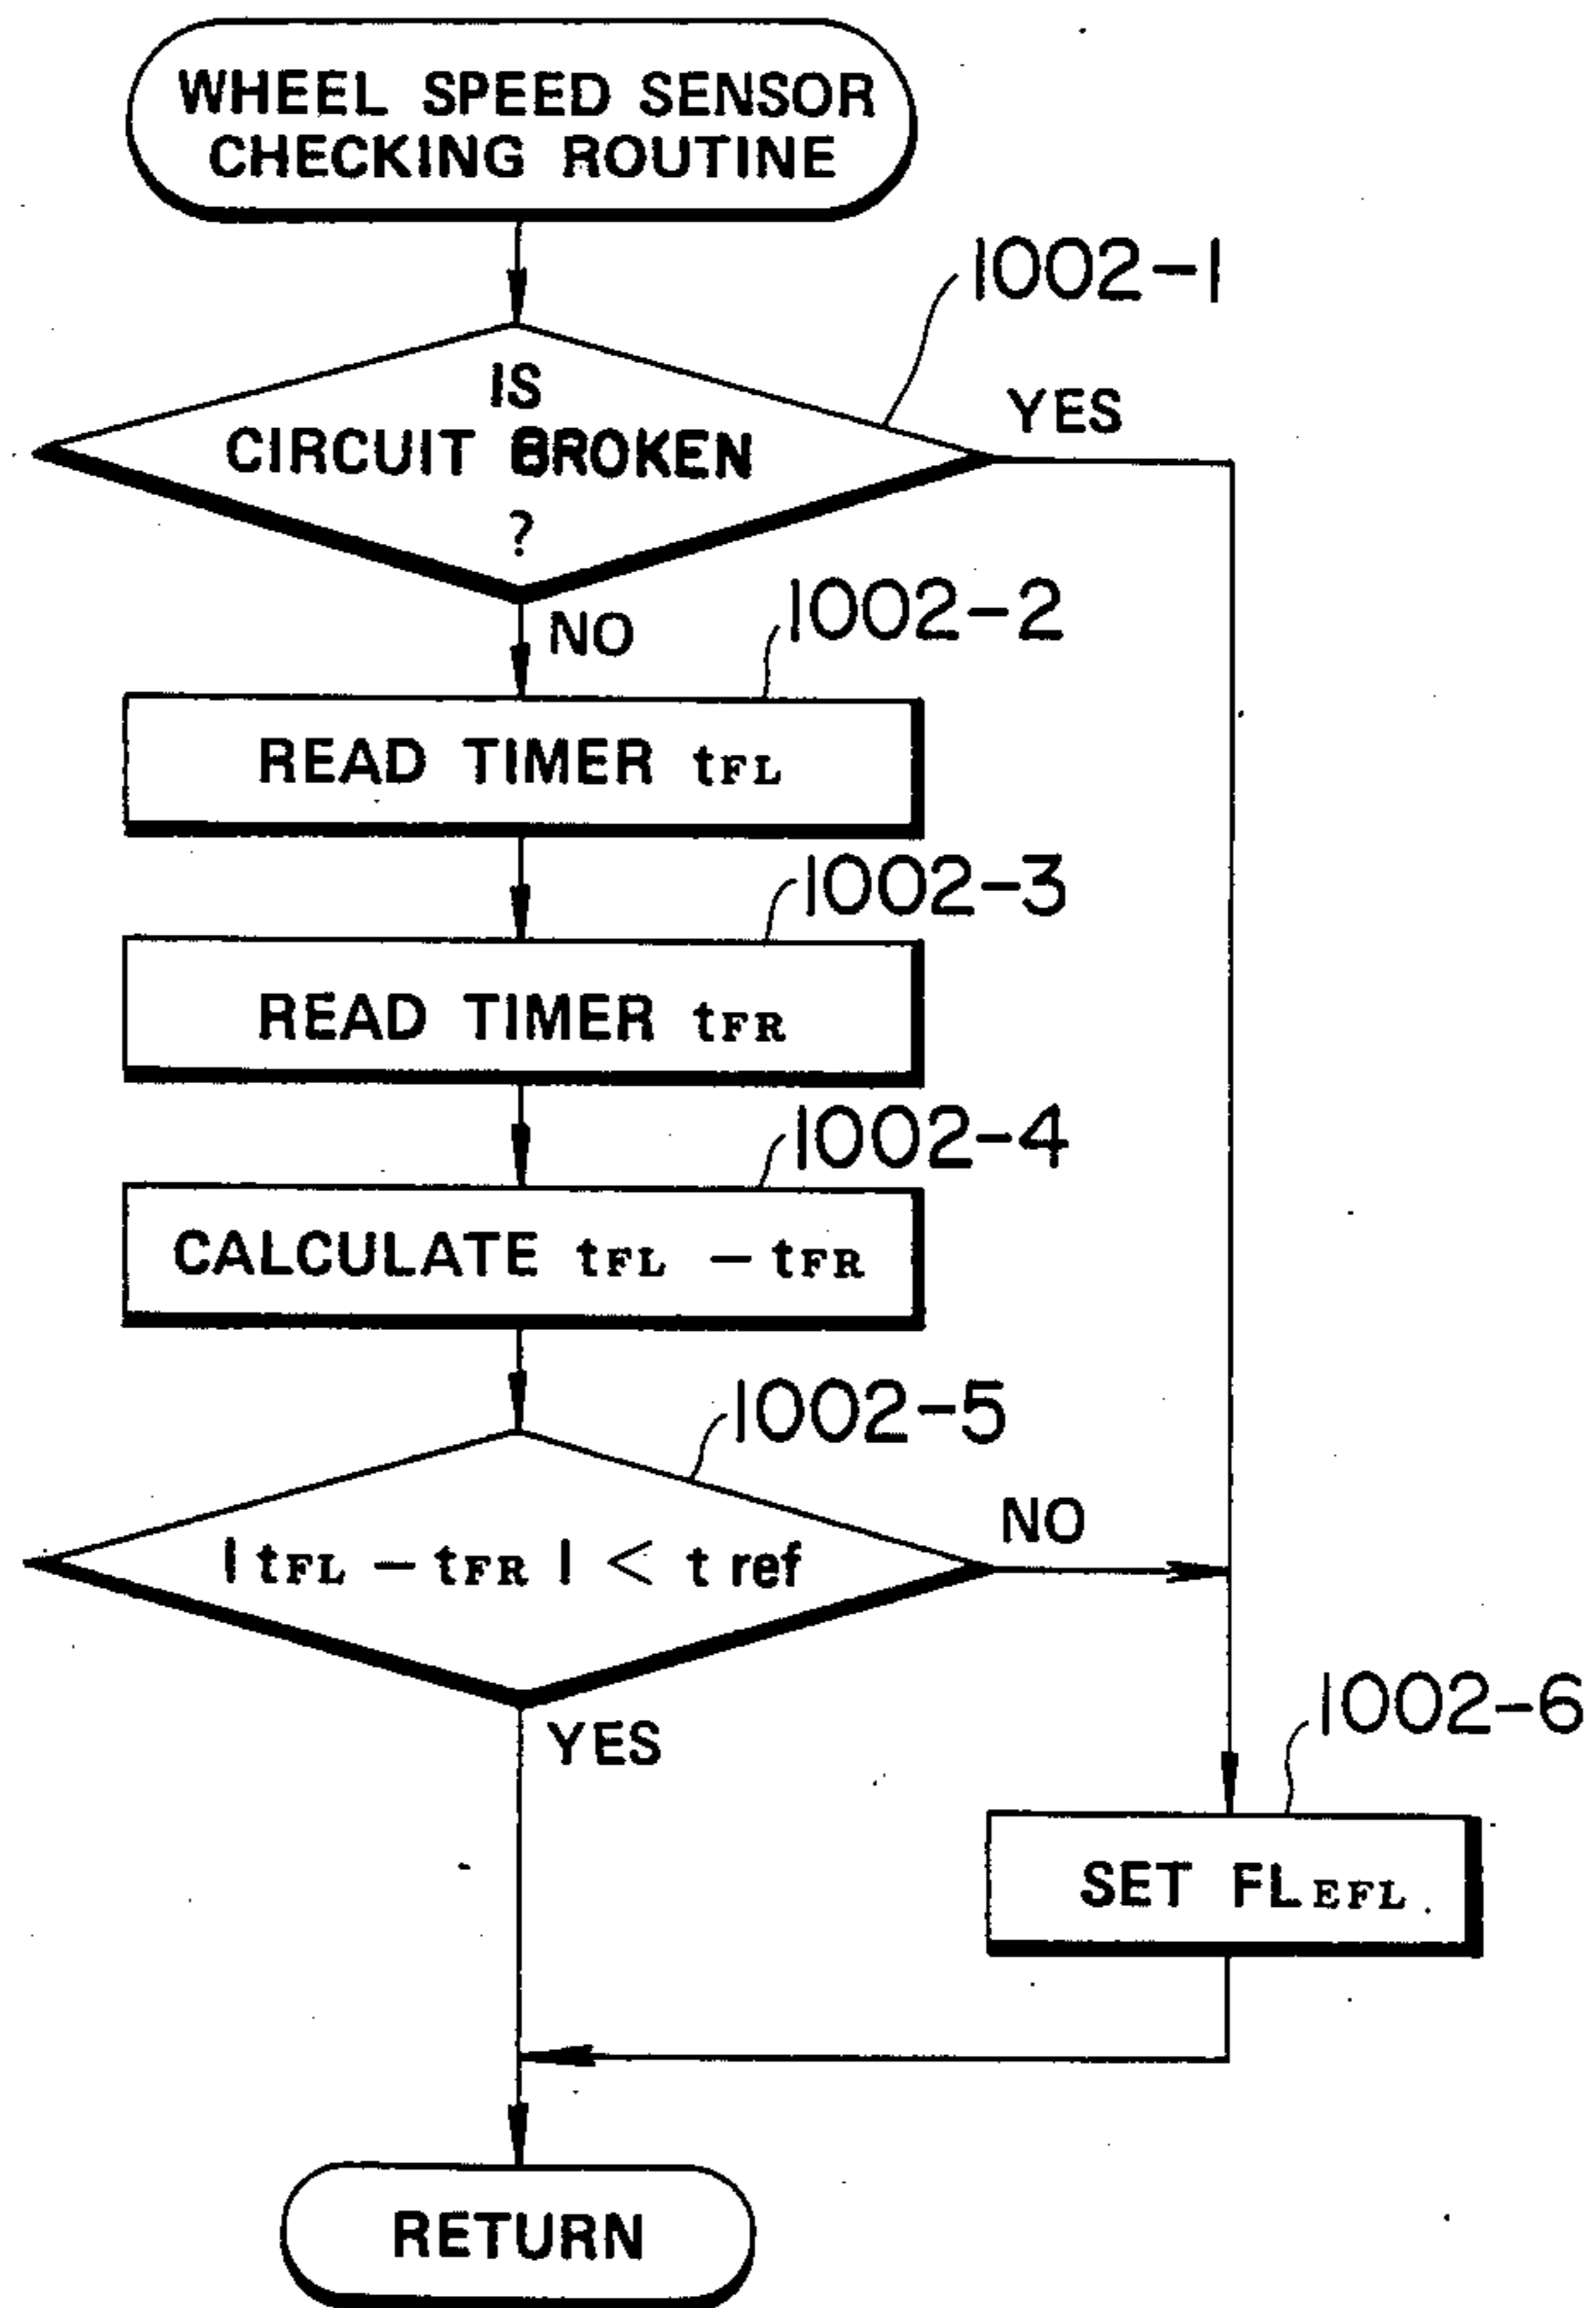 WHEEL SPEED SENSOR
CHECKING ROUTINE
1002-1
IS
CIRCUIT BROKEN
?
YES
NO
1002-2
READ TIMER tFL
1002-3
READ TIMER tFR
1002-4
CALCULATE tFL - tFR
1002-5
| tFL - tFR | < t ref
NO
YES
1002-6
SET FLEFL
RETURN